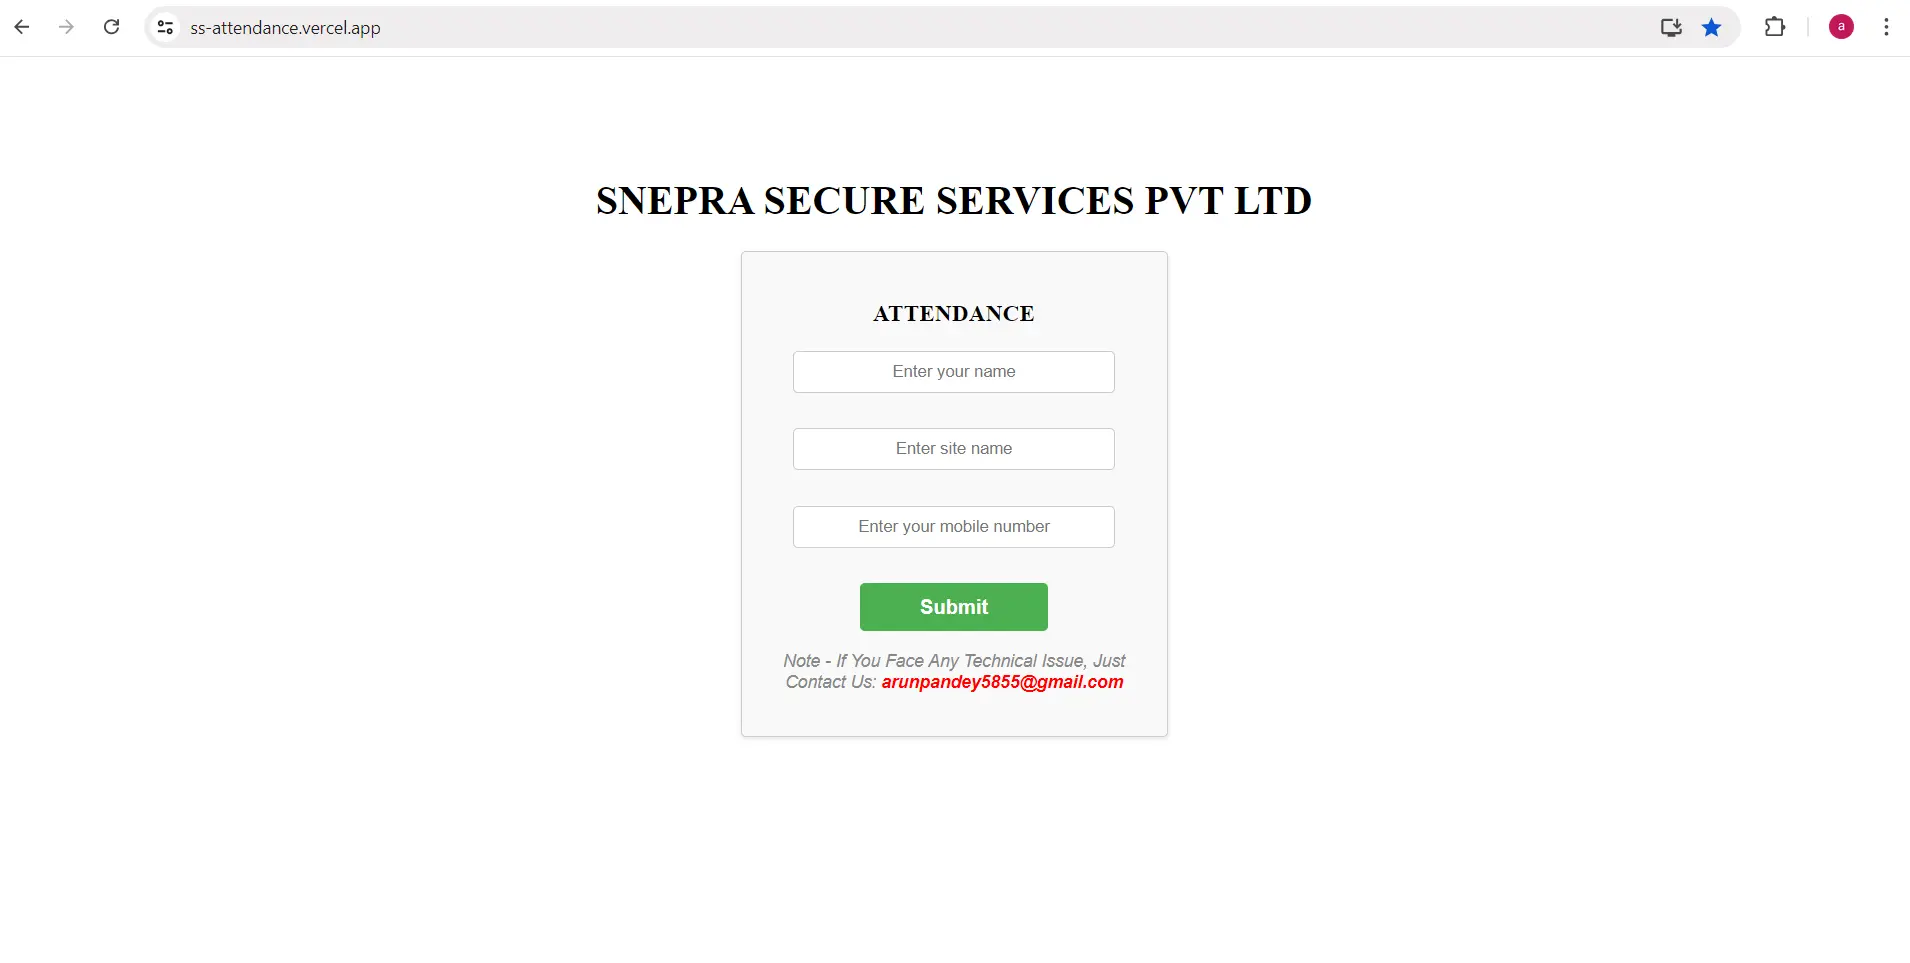 ss-attendance.vercel.app
a
SNEPRA SECURE SERVICES PVT LTD
ATTENDANCE
Enter your name
Enter site name
Enter your mobile number
Submit
Note - If You Face Any Technical Issue, Just
Contact Us: arunpandey5855@gmail.com